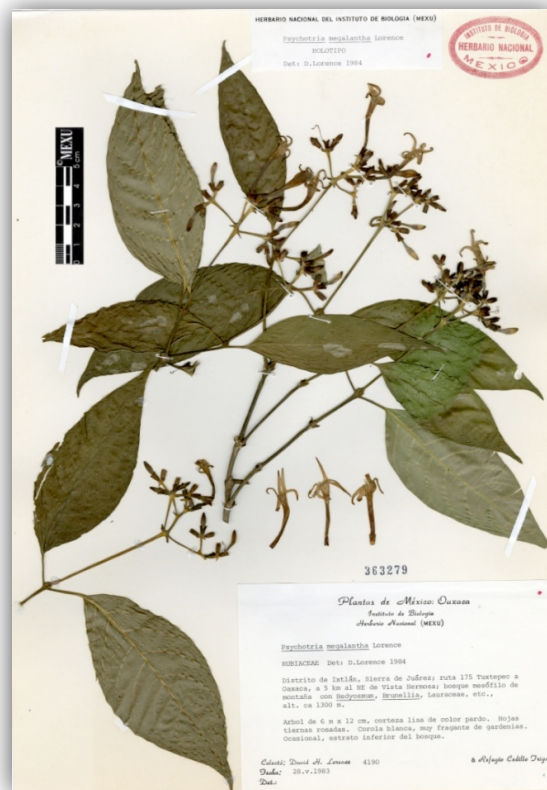 HERBARIO NACIONAL DEL INSTITUTO DE BIOLOGIA (MEXU)
Psychotria megalantha Lorence
HOLOTIPO
Det: D.Lorence 1984
INSTITUTO DE BIOLOGIA
HERBARIO NACIONAL
MEXICO
MEXU
0 1 2 3 4 5 cm
363279
Plantas de México: Oaxaca
Instituto de Biología
Herbario Nacional (MEXU)
Psychotria megalantha Lorence
RUBIACEAE Det: D.Lorence 1984
Distrito de Ixtlán, Sierra de Juárez; ruta 175 Tuxtepec a
Oaxaca, a 5 km al NE de Vista Hermosa; bosque mesófilo de
montaña con Hedyosmum, Brunellia, Lauraceae, etc.,
alt. ca 1300 m.
Arbol de 6 m x 12 cm, corteza lisa de color pardo. Hojas
tiernas rosadas. Corola blanca, muy fragante de gardenias.
Ocasional, estrato inferior del bosque.
Colectó: David H. Lorence 4190 & Refugio Cedillo Trigo
Fecha: 28.v.1983
Det.: